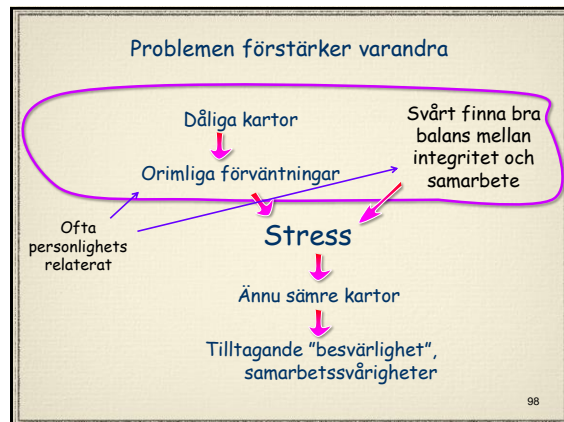 Problemen förstärker varandra
Dåliga kartor
Orimliga förväntningar
Svårt finna bra
balans mellan
integritet och
samarbete
Ofta
personlighets
relaterat
Stress
Ännu sämre kartor
Tilltagande ”besvärlighet”,
samarbetssvårigheter
98